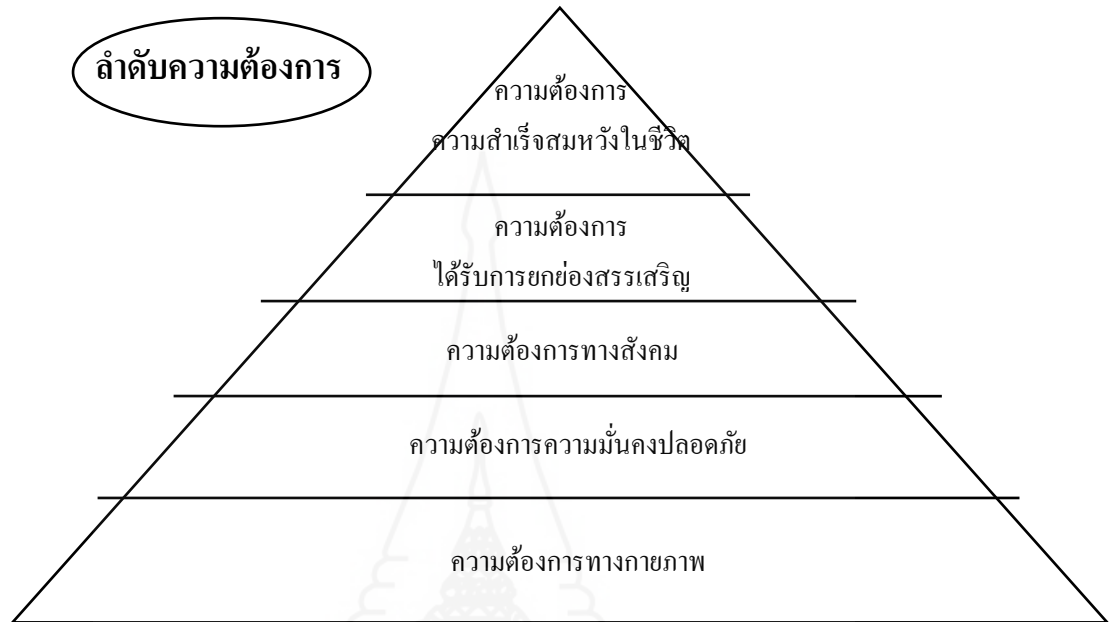 ลำดับความต้องการ
ความต้องการ
ความสำเร็จสมหวังในชีวิต
ความต้องการ
ได้รับการยกย่องสรรเสริญ
ความต้องการทางสังคม
ความต้องการความมั่นคงปลอดภัย
ความต้องการทางกายภาพ